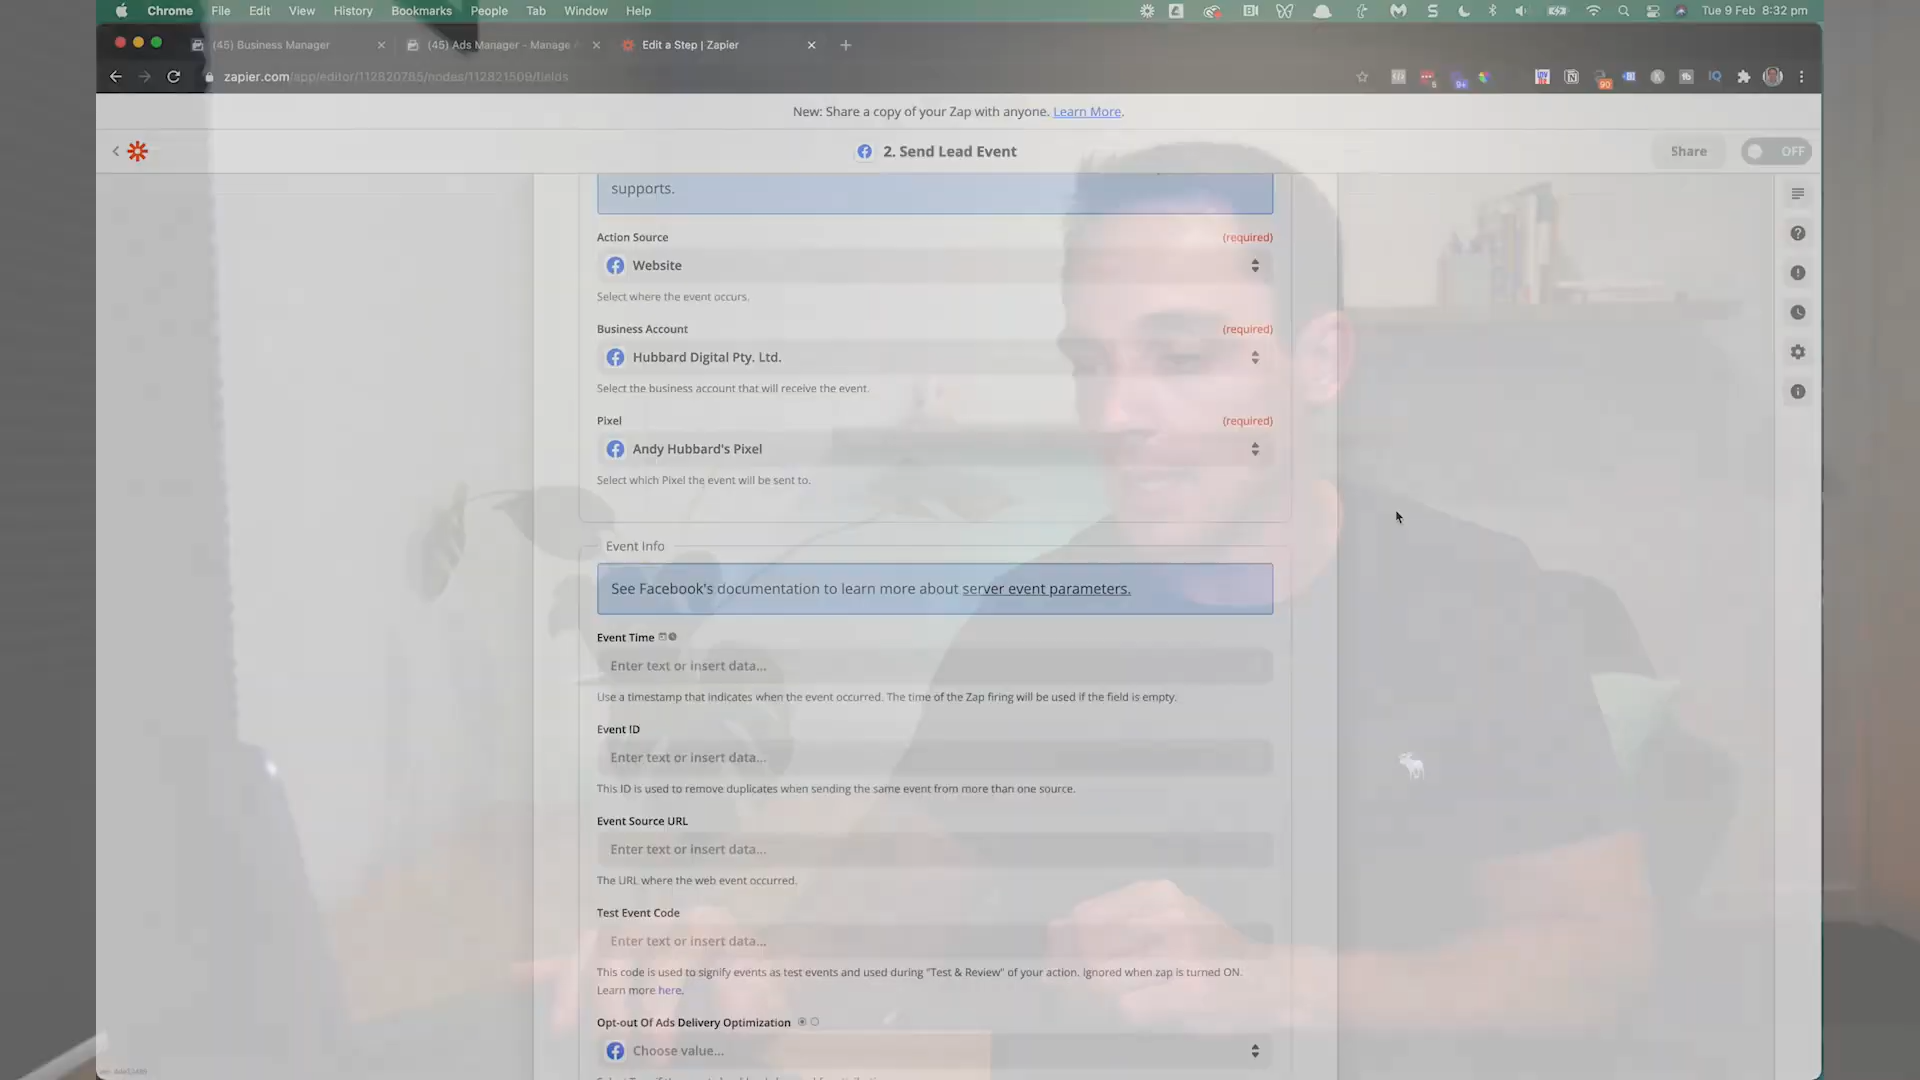 Chrome File Edit View History Bookmarks People Tab Window Help Tue 9 Feb 8:32 pm
(45) Business Manager (45) Ads Manager - Manage Edit a Step | Zapier
zapier.com/app/editor/112820785/nodes/112821509/fields
New: Share a copy of your Zap with anyone. Learn More.
2. Send Lead Event Share OFF
supports.
Action Source (required)
Website
Select where the event occurs.
Business Account (required)
Hubbard Digital Pty. Ltd.
Select the business account that will receive the event.
Pixel (required)
Andy Hubbard's Pixel
Select which Pixel the event will be sent to.
Event Info
See Facebook's documentation to learn more about server event parameters.
Event Time
Enter text or insert data...
Use a timestamp that indicates when the event occurred. The time of the Zap firing will be used if the field is empty.
Event ID
Enter text or insert data...
This ID is used to remove duplicates when sending the same event from more than one source.
Event Source URL
Enter text or insert data...
The URL where the web event occurred.
Test Event Code
Enter text or insert data...
This code is used to signify events as test events and used during "Test & Review" of your action. Ignored when zap is turned ON.
Learn more here.
Opt-out Of Ads Delivery Optimization
Choose value...